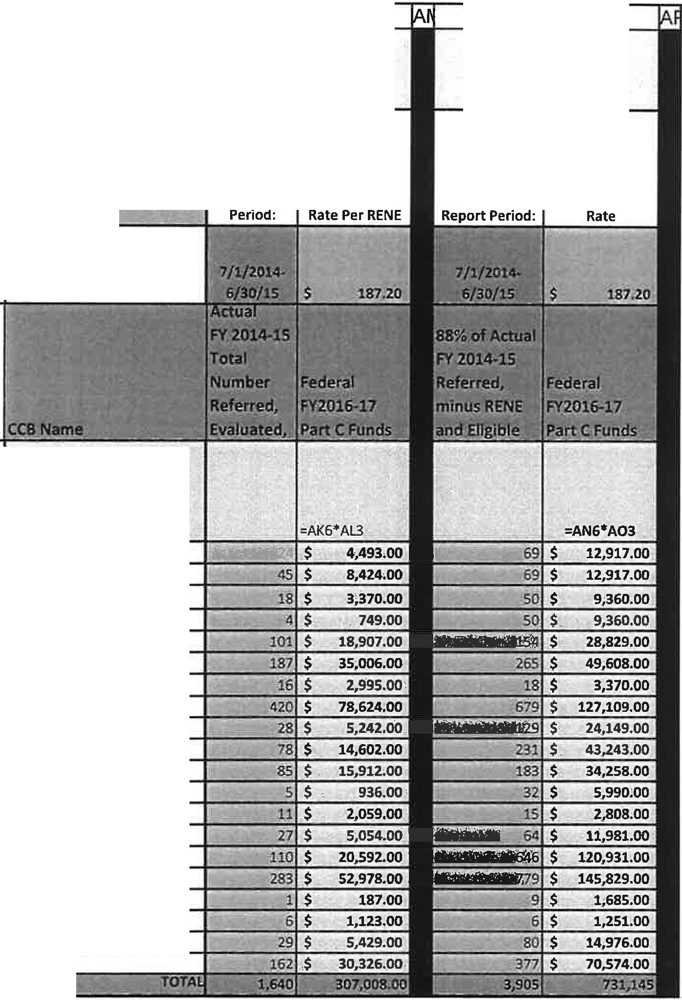 AM AP
Period: Rate Per RENE Report Period: Rate
7/1/2014- 7/1/2014-
6/30/15 $ 187.20 6/30/15 $ 187.20
Actual
FY 2014-15 88% of Actual
Total FY 2014-15
Number Federal Referred, Federal
Referred, FY2016-17 minus RENE FY2016-17
CCB Name Evaluated, Part C Funds and Eligible Part C Funds
=AK6*AL3 =AN6*AO3
24 $ 4,493.00 69 $ 12,917.00
45 $ 8,424.00 69 $ 12,917.00
18 $ 3,370.00 50 $ 9,360.00
4 $ 749.00 50 $ 9,360.00
101 $ 18,907.00 154 $ 28,829.00
187 $ 35,006.00 265 $ 49,608.00
16 $ 2,995.00 18 $ 3,370.00
420 $ 78,624.00 679 $ 127,109.00
28 $ 5,242.00 129 $ 24,149.00
78 $ 14,602.00 231 $ 43,243.00
85 $ 15,912.00 183 $ 34,258.00
5 $ 936.00 32 $ 5,990.00
11 $ 2,059.00 15 $ 2,808.00
27 $ 5,054.00 64 $ 11,981.00
110 $ 20,592.00 646 $ 120,931.00
283 $ 52,978.00 779 $ 145,829.00
1 $ 187.00 9 $ 1,685.00
6 $ 1,123.00 6 $ 1,251.00
29 $ 5,429.00 80 $ 14,976.00
162 $ 30,326.00 377 $ 70,574.00
TOTAL 1,640 307,008.00 3,905 731,145